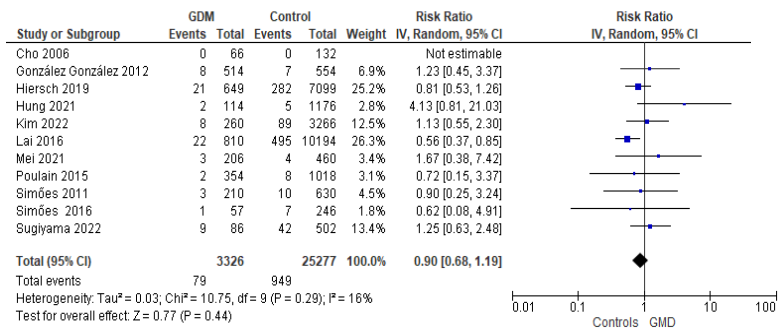 GDM Control Risk Ratio Risk Ratio
Study or Subgroup Events Total Events Total Weight IV, Random, 95% CI IV, Random, 95% CI
Cho 2006 0 66 0 132 Not estimable
González González 2012 8 514 7 554 6.9% 1.23 [0.45, 3.37]
Hiersch 2019 21 649 282 7099 25.2% 0.81 [0.53, 1.26]
Hung 2021 2 114 5 1176 2.8% 4.13 [0.81, 21.03]
Kim 2022 8 260 89 3266 12.5% 1.13 [0.55, 2.30]
Lai 2016 22 810 495 10194 26.3% 0.56 [0.37, 0.85]
Mei 2021 3 206 4 460 3.4% 1.67 [0.38, 7.42]
Poulain 2015 2 354 8 1018 3.1% 0.72 [0.15, 3.37]
Simões 2011 3 210 10 630 4.5% 0.90 [0.25, 3.24]
Simões 2016 1 57 7 246 1.8% 0.62 [0.08, 4.91]
Sugiyama 2022 9 86 42 502 13.4% 1.25 [0.63, 2.48]
Total (95% CI) 3326 25277 100.0% 0.90 [0.68, 1.19]
Total events 79 949
Heterogeneity: Tau² = 0.03; Chi² = 10.75, df = 9 (P = 0.29); I² = 16%
Test for overall effect: Z = 0.77 (P = 0.44)
0.01 0.1 1 10 100
Controls GMD